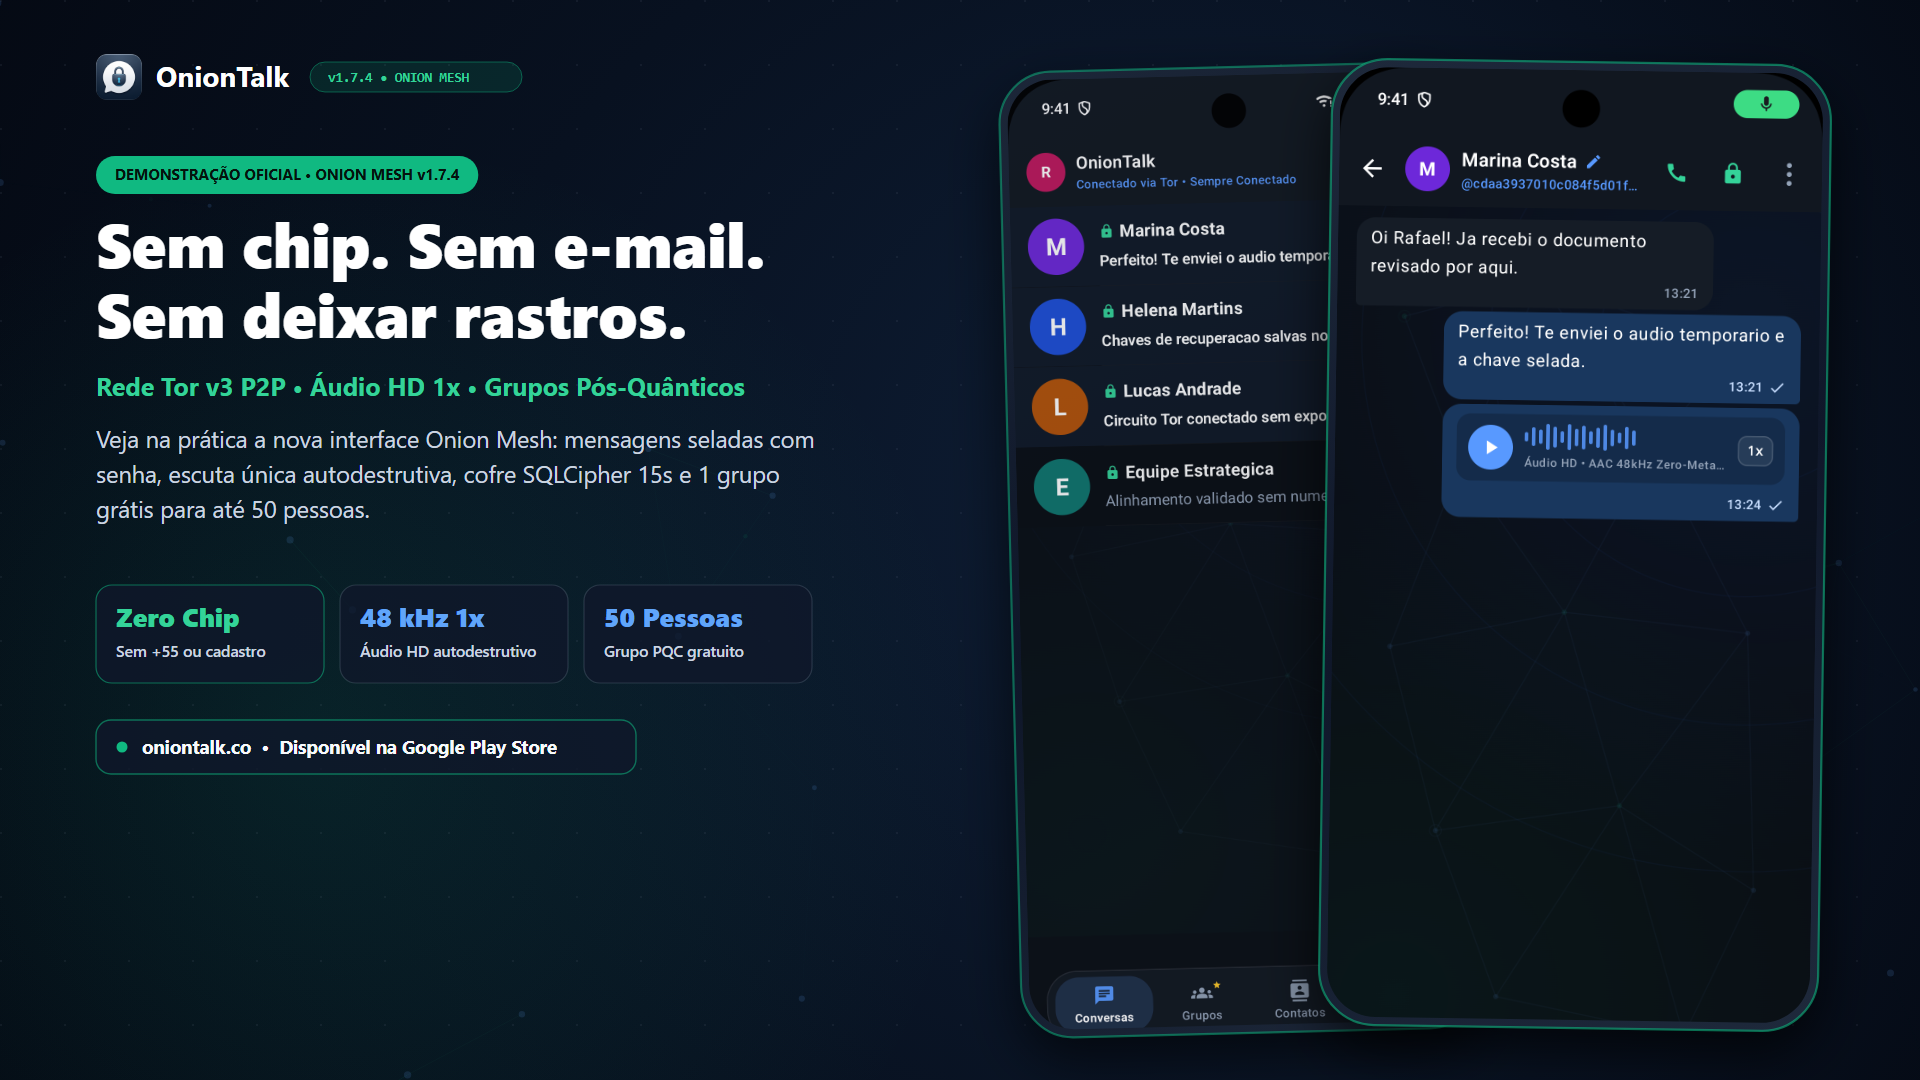 OnionTalk
v1.7.4 • ONION MESH
DEMONSTRAÇÃO OFICIAL • ONION MESH v1.7.4
Sem chip. Sem e-mail.
Sem deixar rastros.
Rede Tor v3 P2P • Áudio HD 1x • Grupos Pós-Quânticos
Veja na prática a nova interface Onion Mesh: mensagens seladas com
senha, escuta única autodestrutiva, cofre SQLCipher 15s e 1 grupo
grátis para até 50 pessoas.
Zero Chip
Sem +55 ou cadastro
48 kHz 1x
Áudio HD autodestrutivo
50 Pessoas
Grupo PQC gratuito
oniontalk.co • Disponível na Google Play Store
9:41
R
OnionTalk
Conectado via Tor • Sempre Conectado
M
Marina Costa
Perfeito! Te enviei o audio tempor
H
Helena Martins
Chaves de recuperacao salvas no
L
Lucas Andrade
Circuito Tor conectado sem expo
E
Equipe Estrategica
Alinhamento validado sem nume
Conversas
Grupos
Contatos
9:41
M
Marina Costa
@cdaa3937010c084f5d01f...
Oi Rafael! Ja recebi o documento
revisado por aqui.
13:21
Perfeito! Te enviei o audio temporario e
a chave selada.
13:21
Áudio HD • AAC 48kHz Zero-Meta...
1x
13:24